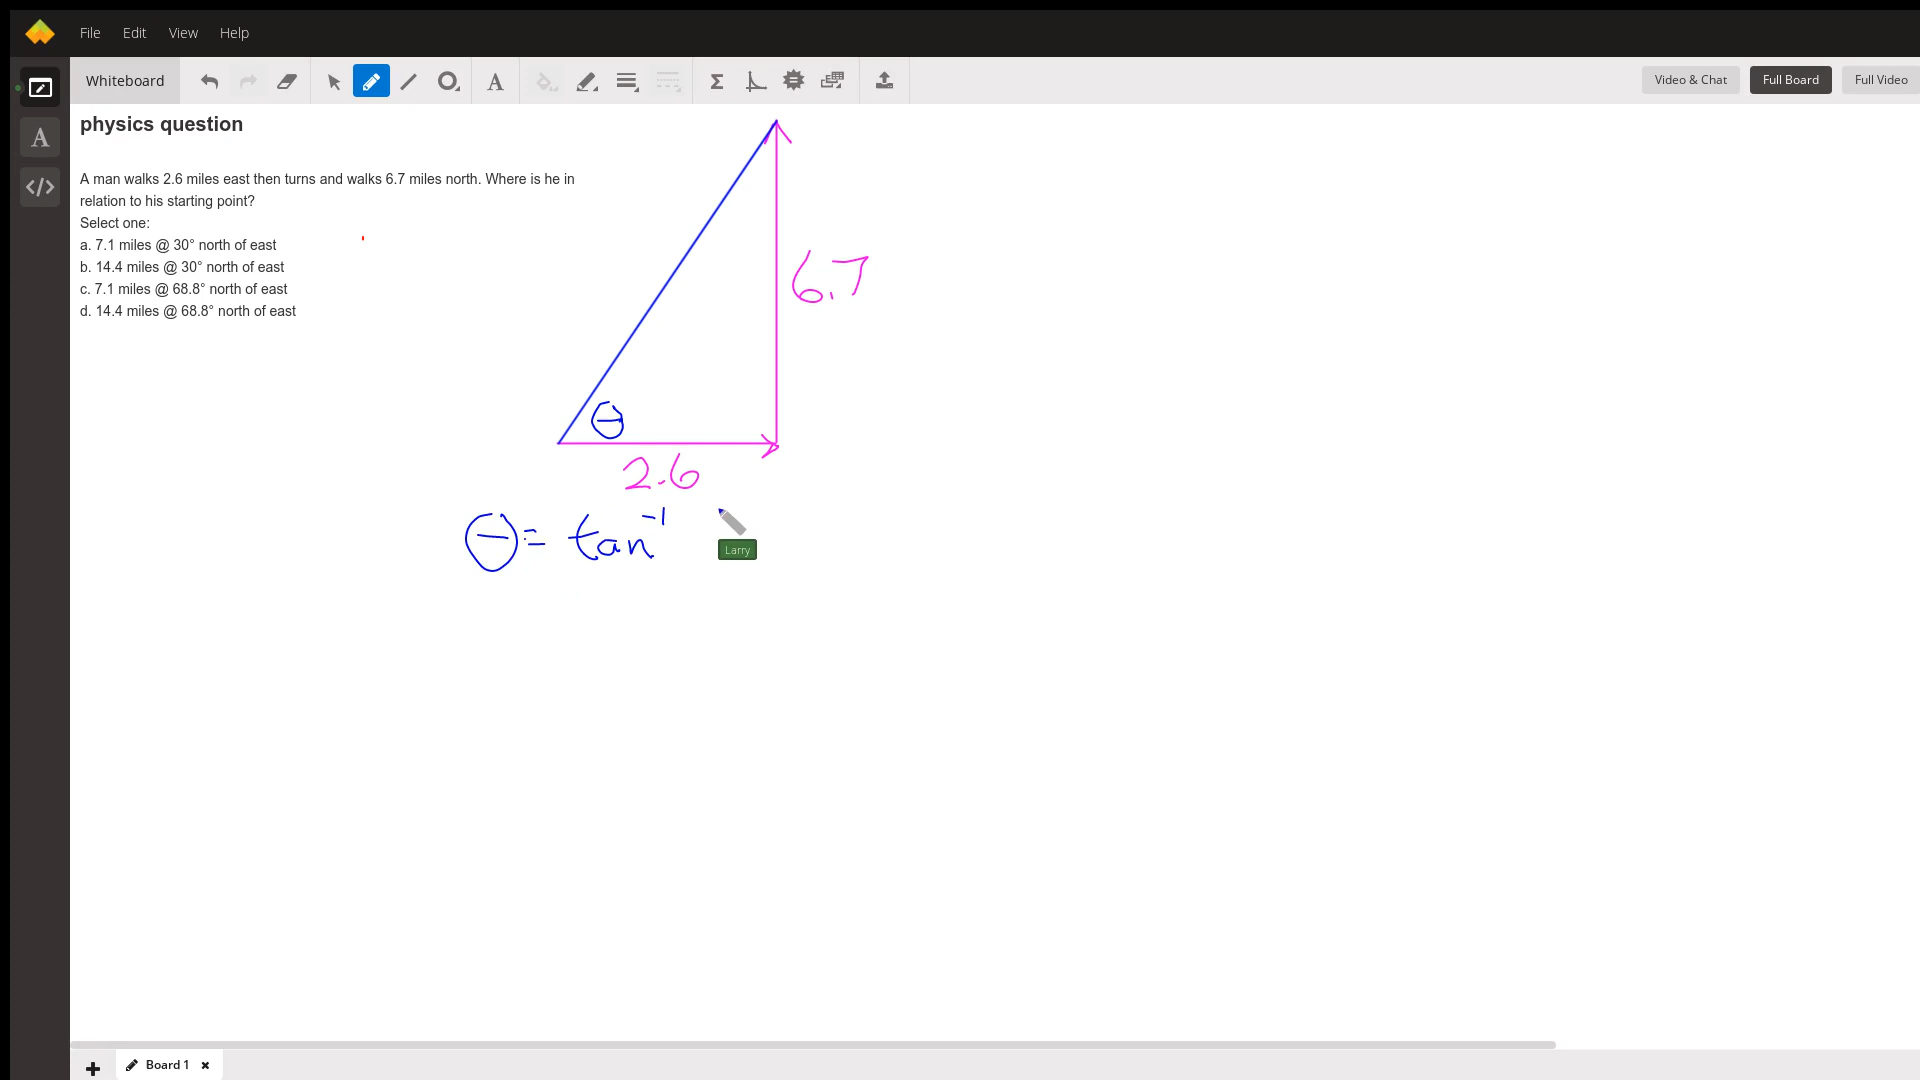 File Edit View Help
Whiteboard
A
Σ
Video & Chat Full Board Full Video
A
</>
physics question
A man walks 2.6 miles east then turns and walks 6.7 miles north. Where is he in
relation to his starting point?
Select one:
a. 7.1 miles @ 30° north of east
b. 14.4 miles @ 30° north of east
c. 7.1 miles @ 68.8° north of east
d. 14.4 miles @ 68.8° north of east
6.7
θ
2.6
θ = tan⁻¹
Larry
Board 1